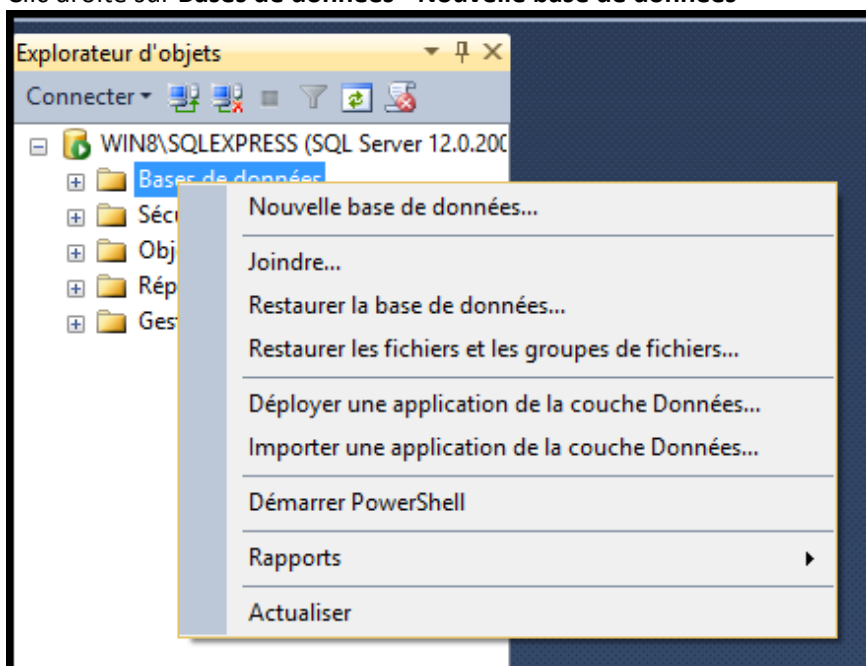 Clic droite sur Bases de données - Nouvelle base de données
Explorateur d'objets
Connecter
WIN8\SQLEXPRESS (SQL Server 12.0.200
Bases de données
Nouvelle base de données...
Joindre...
Restaurer la base de données...
Restaurer les fichiers et les groupes de fichiers...
Déployer une application de la couche Données...
Importer une application de la couche Données...
Démarrer PowerShell
Rapports
Actualiser